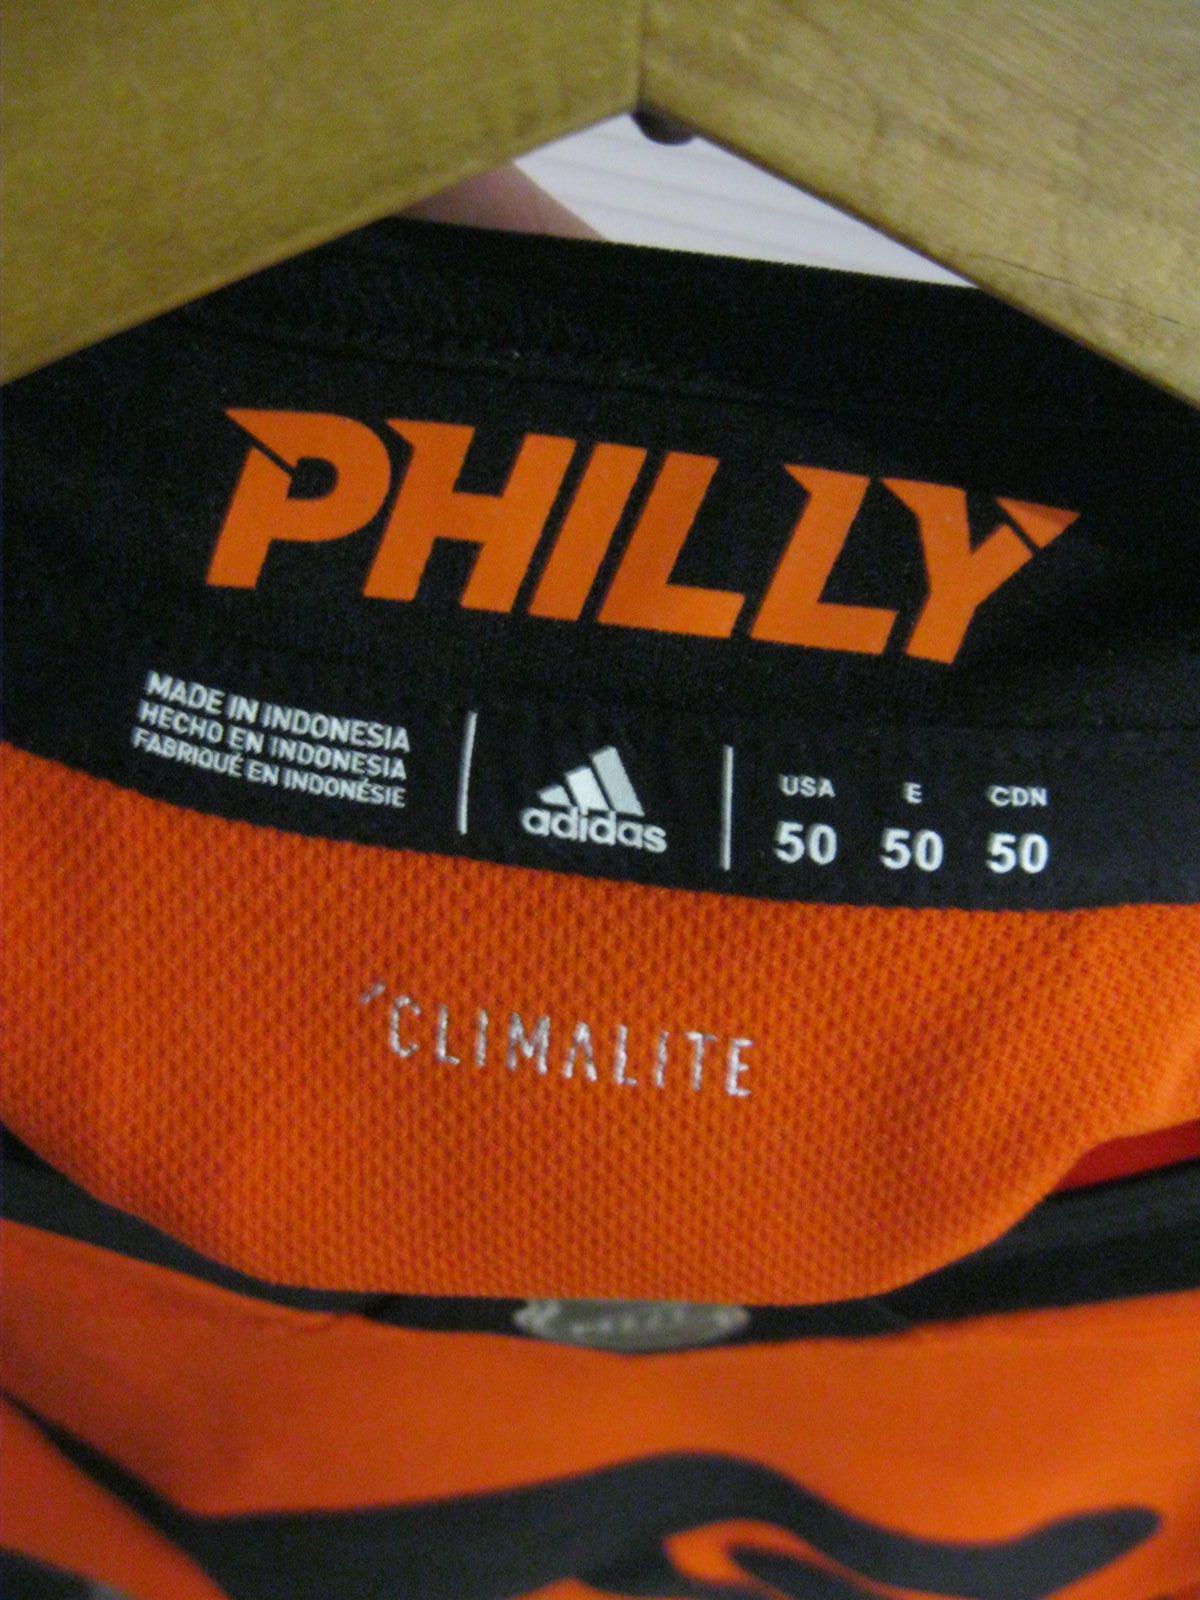 PHILLY
MADE IN INDONESIA
HECHO EN INDONESIA
FABRIQUÉ EN INDONÉSIE
adidas
USA E CDN
50 50 50
CLIMALITE